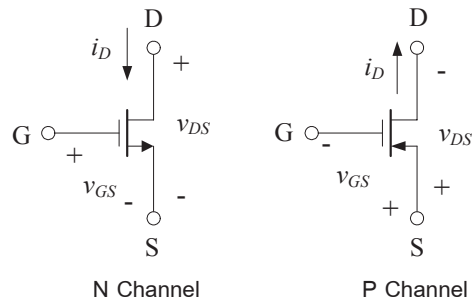 D
i_D
+
G
+
v_DS
v_GS
-
-
S
N Channel
D
i_D
-
G
-
v_DS
v_GS
+
+
S
P Channel